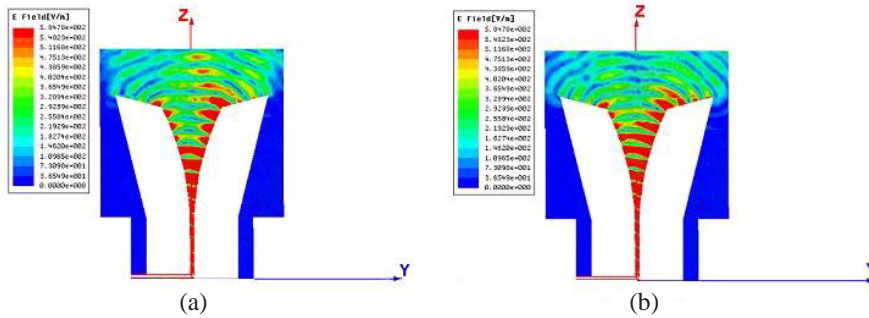 E Field[V/m]
5.8478e+002
5.4823e+002
5.1168e+002
4.7513e+002
4.3859e+002
4.0204e+002
3.6549e+002
3.2894e+002
2.9239e+002
2.5584e+002
2.1929e+002
1.8274e+002
1.4620e+002
1.0965e+002
7.3098e+001
3.6549e+001
0.0000e+000
Z
Y
(a)
E Field[V/m]
5.8478e+002
5.4823e+002
5.1168e+002
4.7513e+002
4.3859e+002
4.0204e+002
3.6549e+002
3.2894e+002
2.9239e+002
2.5584e+002
2.1929e+002
1.8274e+002
1.4620e+002
1.0965e+002
7.3098e+001
3.6549e+001
0.0000e+000
Z
Y
(b)